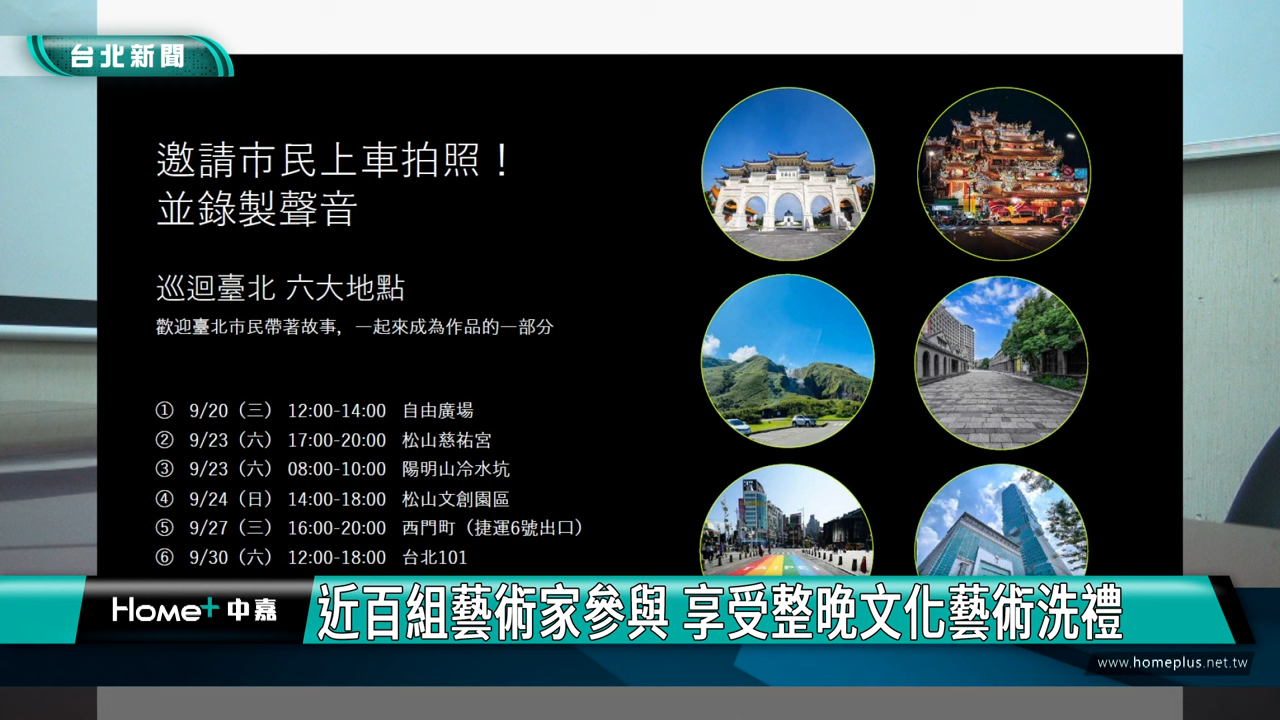 台北新聞
邀請市民上車拍照！
並錄製聲音
巡迴臺北 六大地點
歡迎臺北市民帶著故事，一起來成為作品的一部分
① 9/20（三） 12:00-14:00 自由廣場
② 9/23（六） 17:00-20:00 松山慈祐宮
③ 9/23（六） 08:00-10:00 陽明山冷水坑
④ 9/24（日） 14:00-18:00 松山文創園區
⑤ 9/27（三） 16:00-20:00 西門町（捷運6號出口）
⑥ 9/30（六） 12:00-18:00 台北101
Home+ 中嘉
近百組藝術家參與 享受整晚文化藝術洗禮
www.homeplus.net.tw